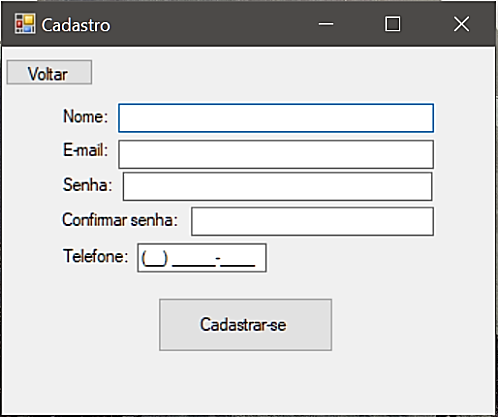 Cadastro
Voltar
Nome:
E-mail:
Senha:
Confirmar senha:
Telefone: (__) _____-____
Cadastrar-se